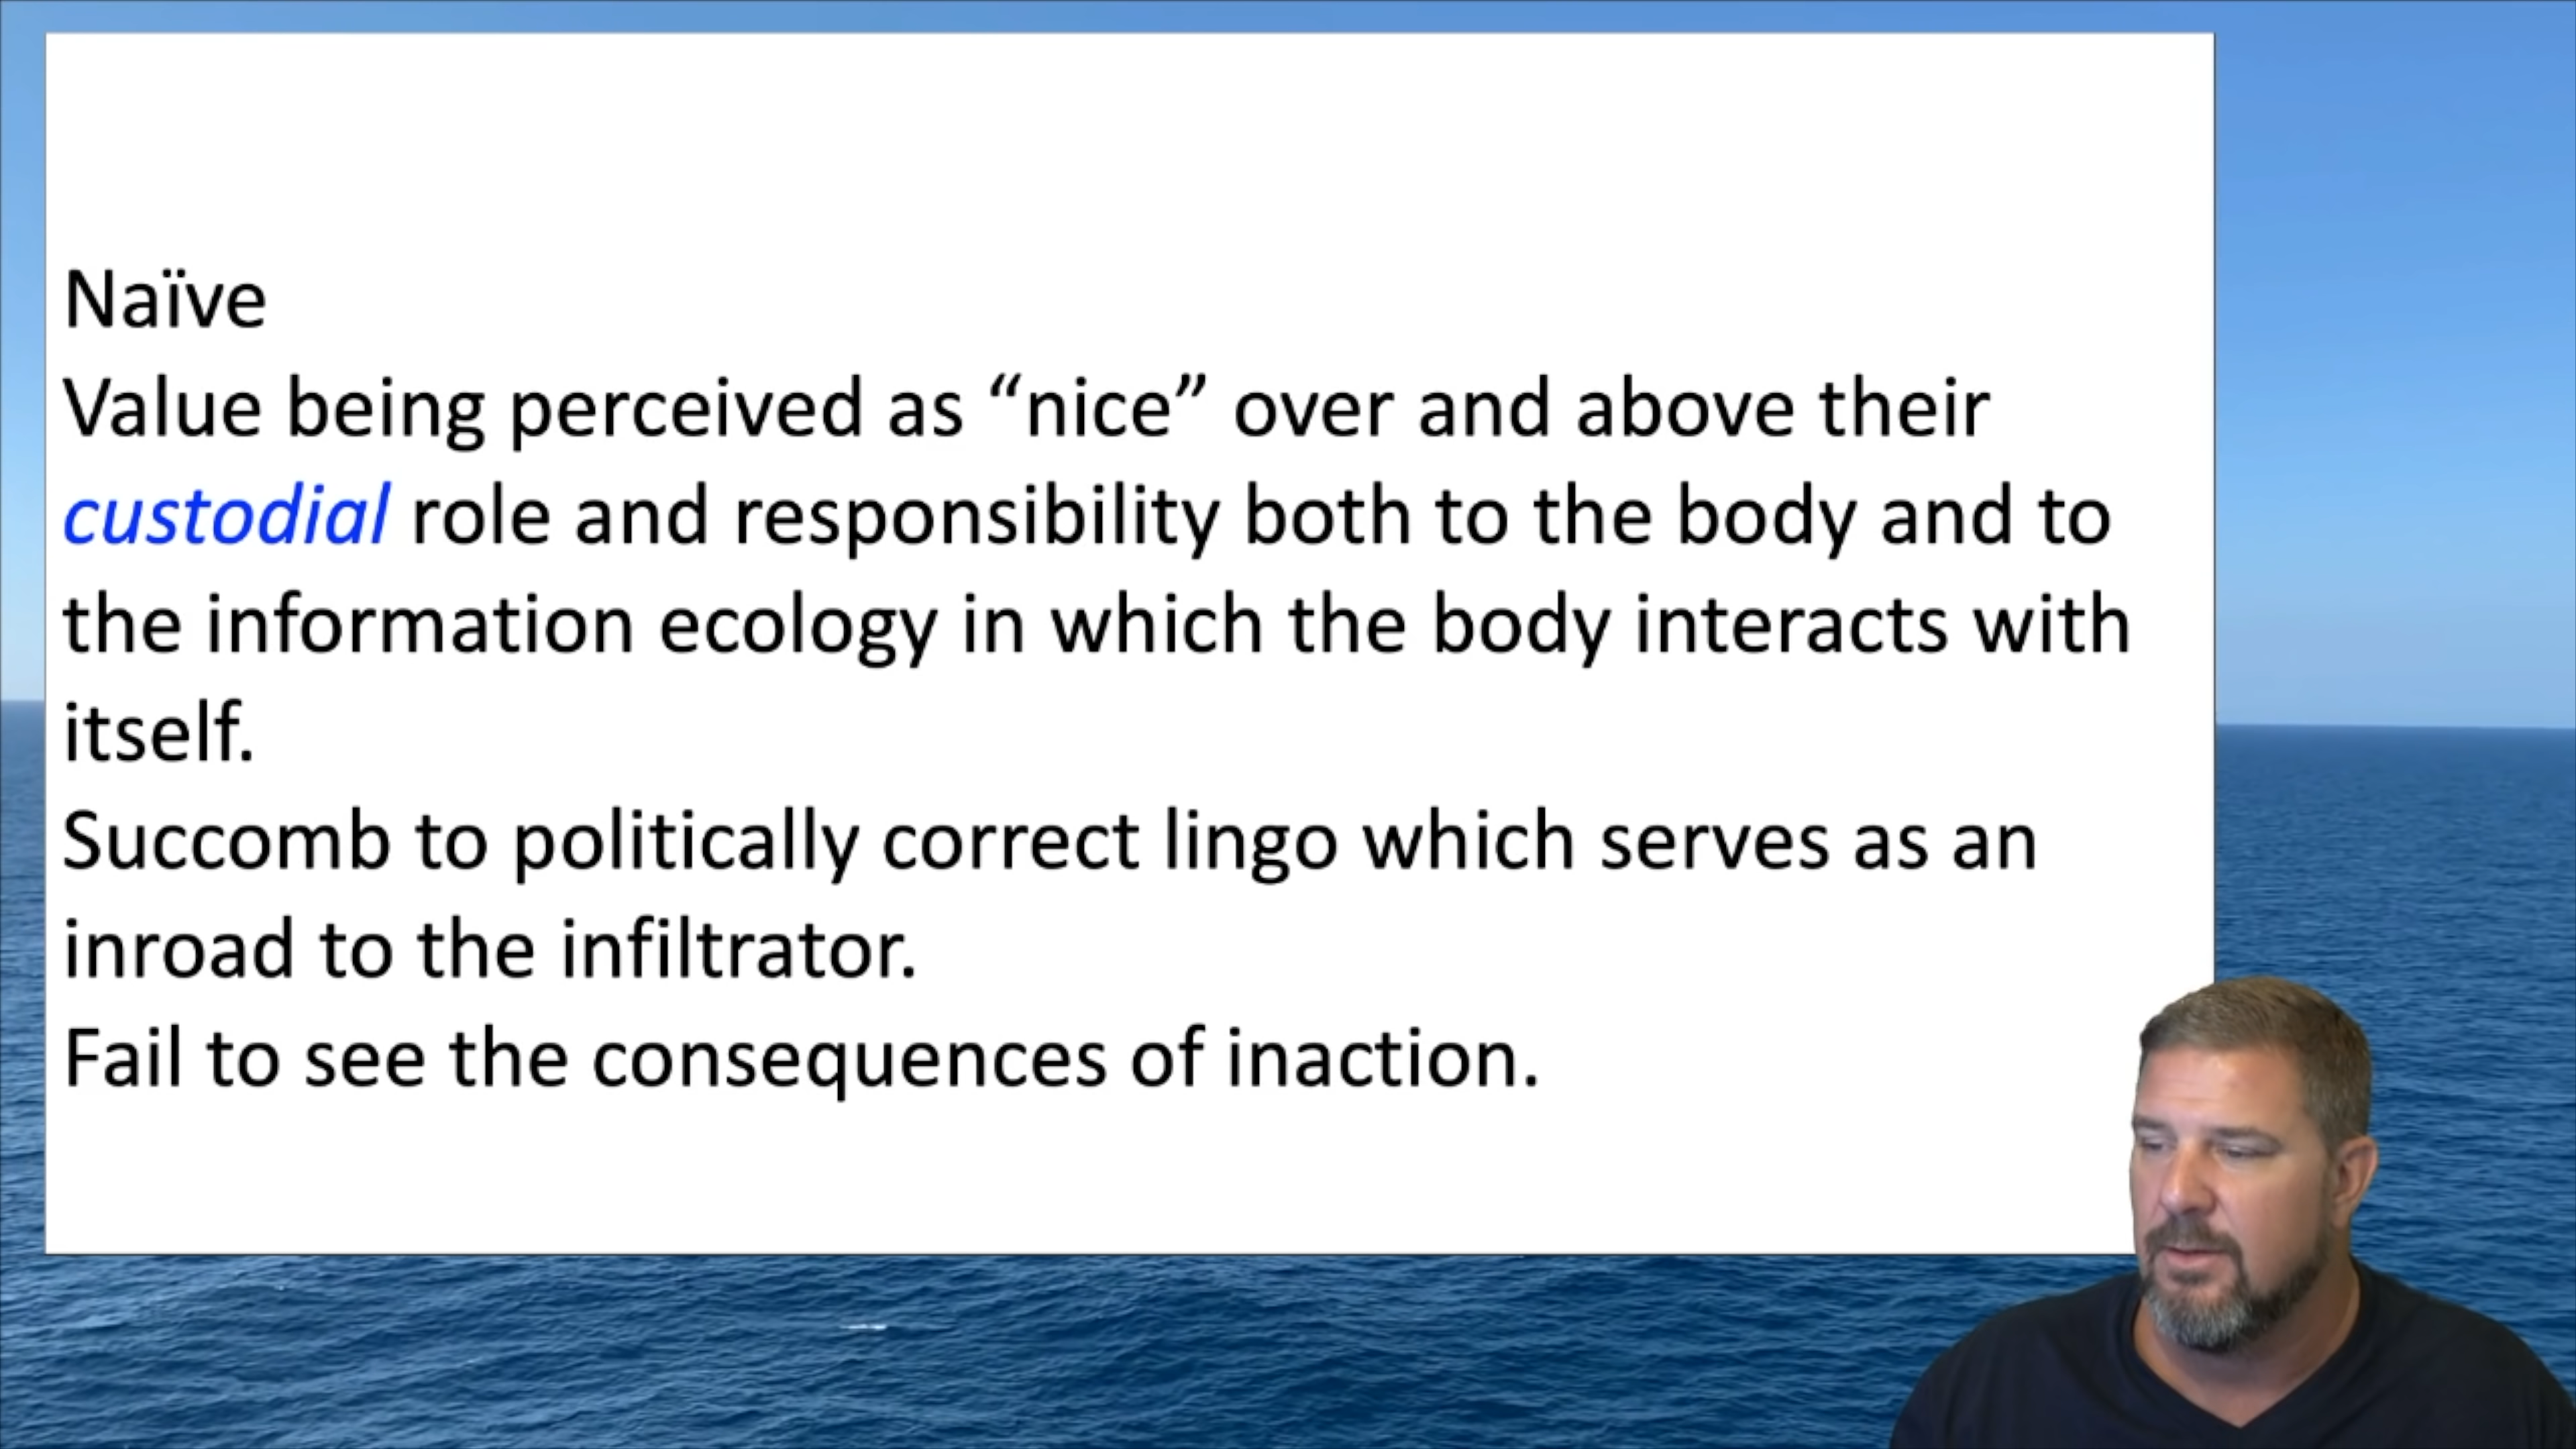 Naïve
Value being perceived as “nice” over and above their
custodial role and responsibility both to the body and to
the information ecology in which the body interacts with
itself.
Succomb to politically correct lingo which serves as an
inroad to the infiltrator.
Fail to see the consequences of inaction.